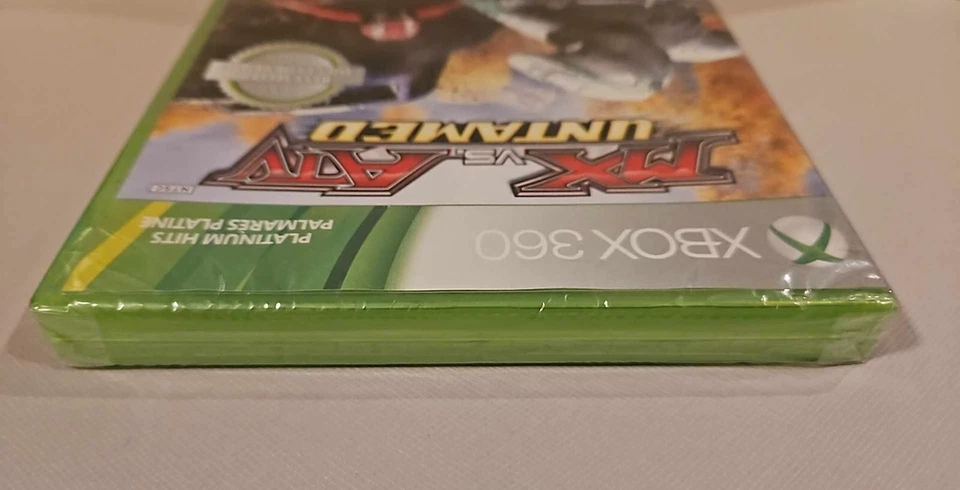 XBOX 360
PLATINUM HITS
PALMARÈS PLATINE
MX VS. ATV
UNTAMED